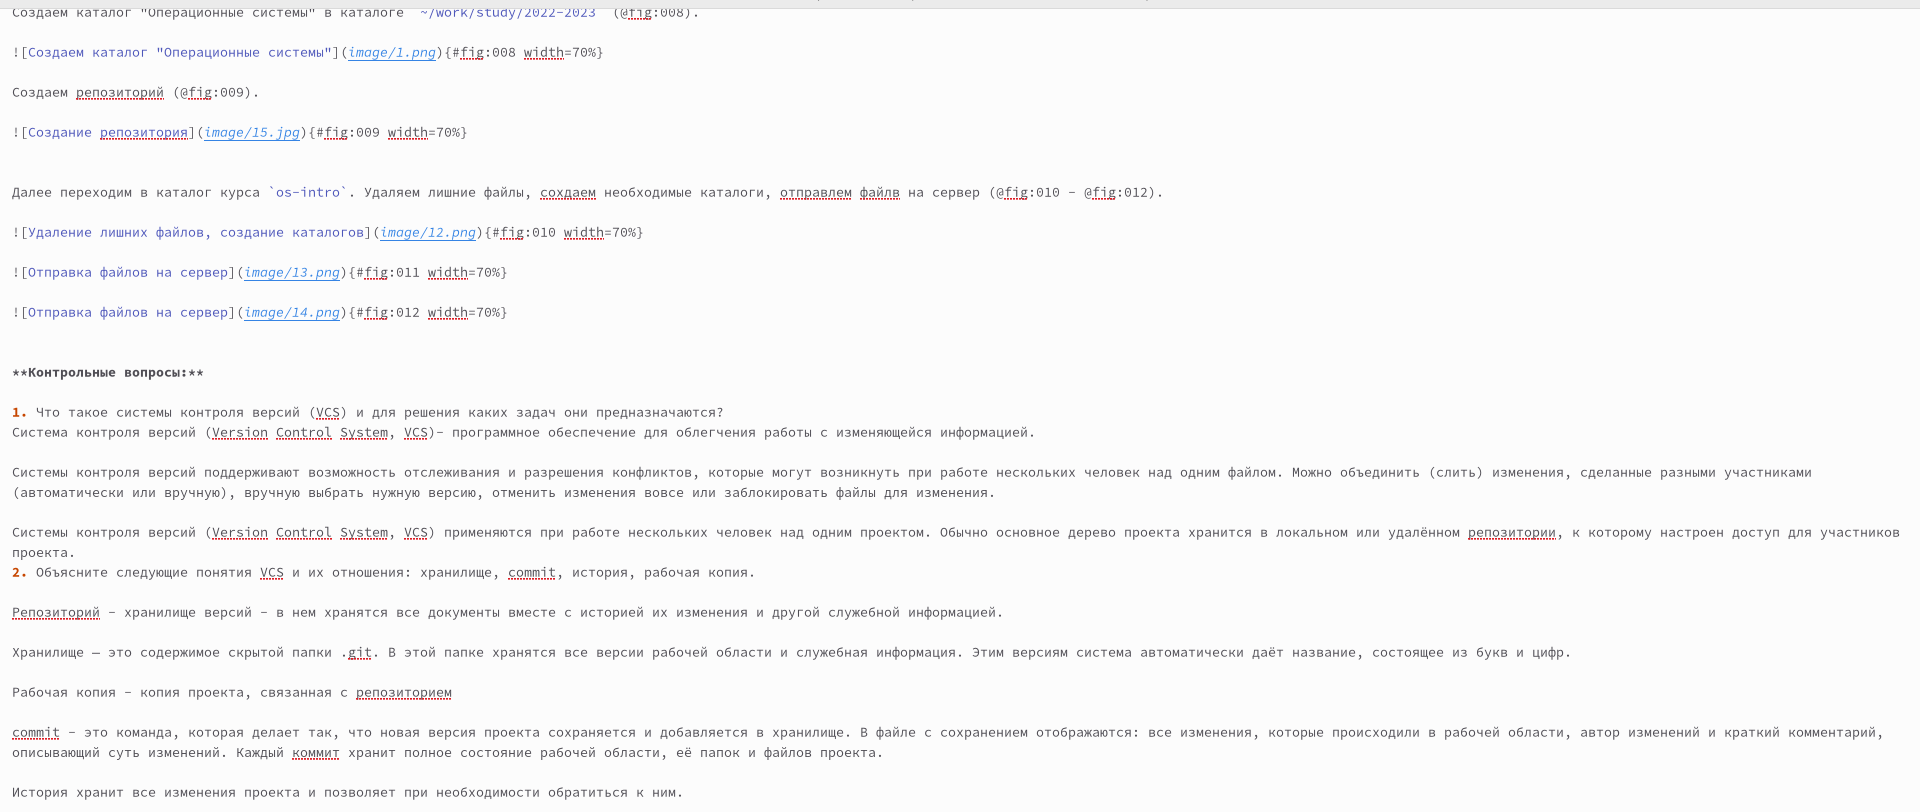 Создаем каталог "Операционные системы" в каталоге `~/work/study/2022-2023` (@fig:008).
![Создаем каталог "Операционные системы"](image/1.png){#fig:008 width=70%}
Создаем репозиторий (@fig:009).
![Создание репозитория](image/15.jpg){#fig:009 width=70%}
Далее переходим в каталог курса `os-intro`. Удаляем лишние файлы, сохдаем необходимые каталоги, отправлем файлв на сервер (@fig:010 - @fig:012).
![Удаление лишних файлов, создание каталогов](image/12.png){#fig:010 width=70%}
![Отправка файлов на сервер](image/13.png){#fig:011 width=70%}
![Отправка файлов на сервер](image/14.png){#fig:012 width=70%}
**Контрольные вопросы:**
1. Что такое системы контроля версий (VCS) и для решения каких задач они предназначаются?
Система контроля версий (Version Control System, VCS)- программное обеспечение для облегчения работы с изменяющейся информацией.
Системы контроля версий поддерживают возможность отслеживания и разрешения конфликтов, которые могут возникнуть при работе нескольких человек над одним файлом. Можно объединить (слить) изменения, сделанные разными участниками
(автоматически или вручную), вручную выбрать нужную версию, отменить изменения вовсе или заблокировать файлы для изменения.
Системы контроля версий (Version Control System, VCS) применяются при работе нескольких человек над одним проектом. Обычно основное дерево проекта хранится в локальном или удалённом репозитории, к которому настроен доступ для участников
проекта.
2. Объясните следующие понятия VCS и их отношения: хранилище, commit, история, рабочая копия.
Репозиторий - хранилище версий - в нем хранятся все документы вместе с историей их изменения и другой служебной информацией.
Хранилище — это содержимое скрытой папки .git. В этой папке хранятся все версии рабочей области и служебная информация. Этим версиям система автоматически даёт название, состоящее из букв и цифр.
Рабочая копия - копия проекта, связанная с репозиторием
commit - это команда, которая делает так, что новая версия проекта сохраняется и добавляется в хранилище. В файле с сохранением отображаются: все изменения, которые происходили в рабочей области, автор изменений и краткий комментарий,
описывающий суть изменений. Каждый коммит хранит полное состояние рабочей области, её папок и файлов проекта.
История хранит все изменения проекта и позволяет при необходимости обратиться к ним.